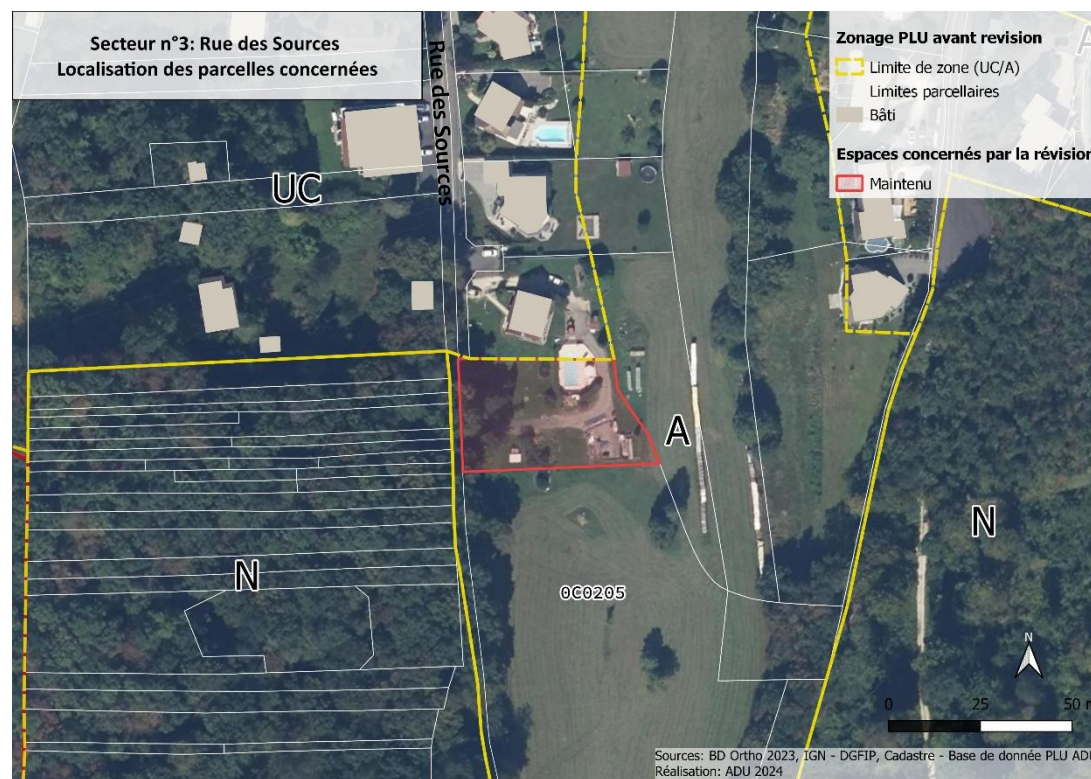 Secteur n°3: Rue des Sources
Localisation des parcelles concernées
Rue des Sources
Zonage PLU avant revision
Limite de zone (UC/A)
Limites parcellaires
Bâti
Espaces concernés par la révision
Maintenu
UC
A
N
N
0C0205
N
0 25 50 m
Sources: BD Ortho 2023, IGN - DGFIP, Cadastre - Base de donnée PLU ADU
Réalisation: ADU 2024